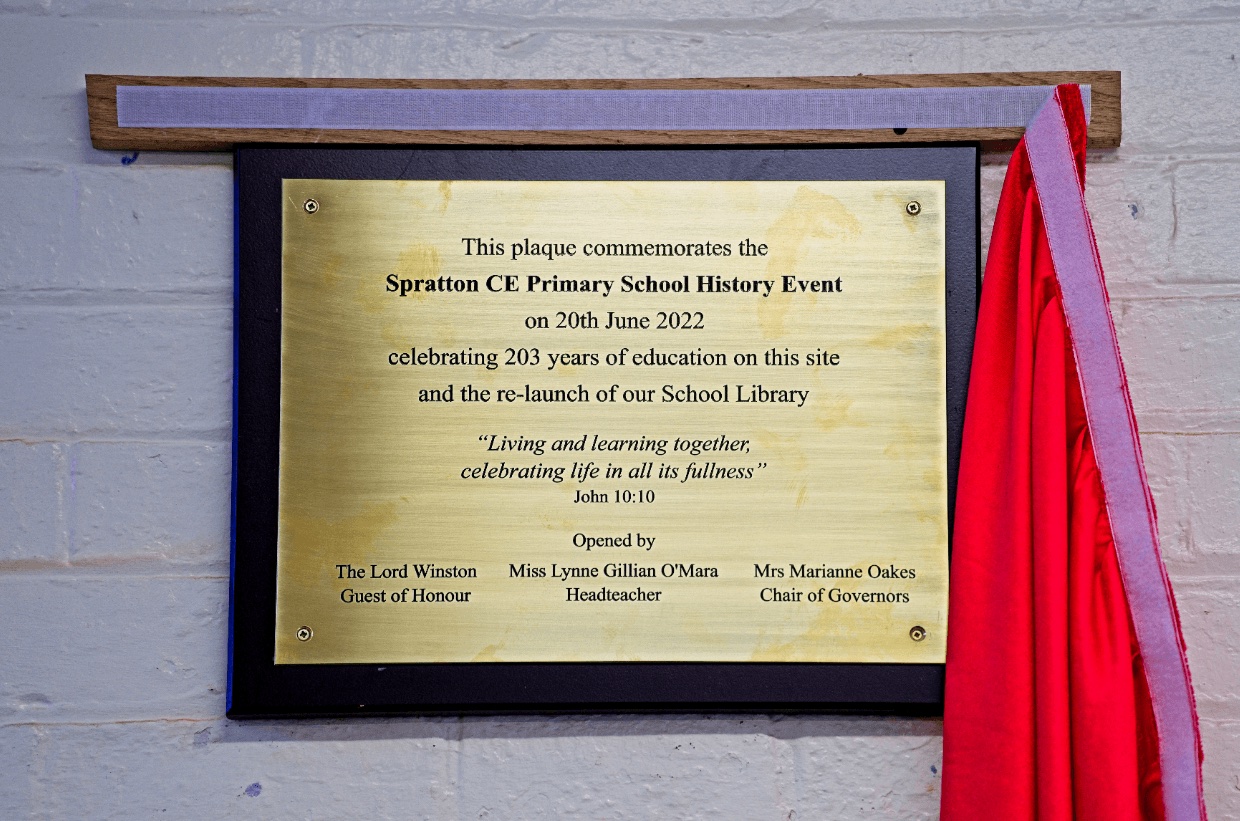 This plaque commemorates the
Spratton CE Primary School History Event
on 20th June 2022
celebrating 203 years of education on this site
and the re-launch of our School Library
“Living and learning together,
celebrating life in all its fullness”
John 10:10
Opened by
The Lord Winston Miss Lynne Gillian O'Mara Mrs Marianne Oakes
Guest of Honour Headteacher Chair of Governors